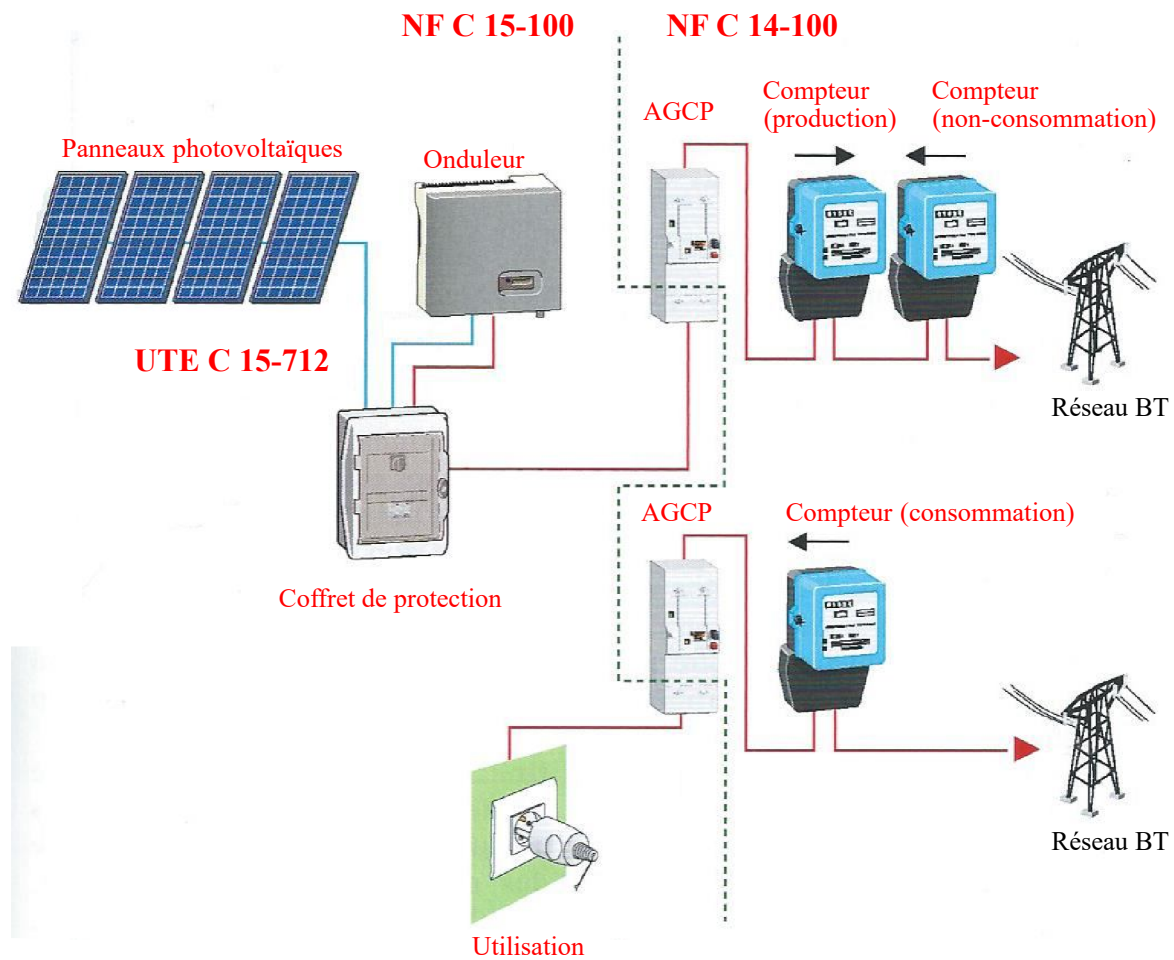 NF C 15-100
NF C 14-100
AGCP
Compteur
(production)
Compteur
(non-consommation)
Panneaux photovoltaïques
Onduleur
UTE C 15-712
Réseau BT
AGCP
Compteur (consommation)
Coffret de protection
Réseau BT
Utilisation